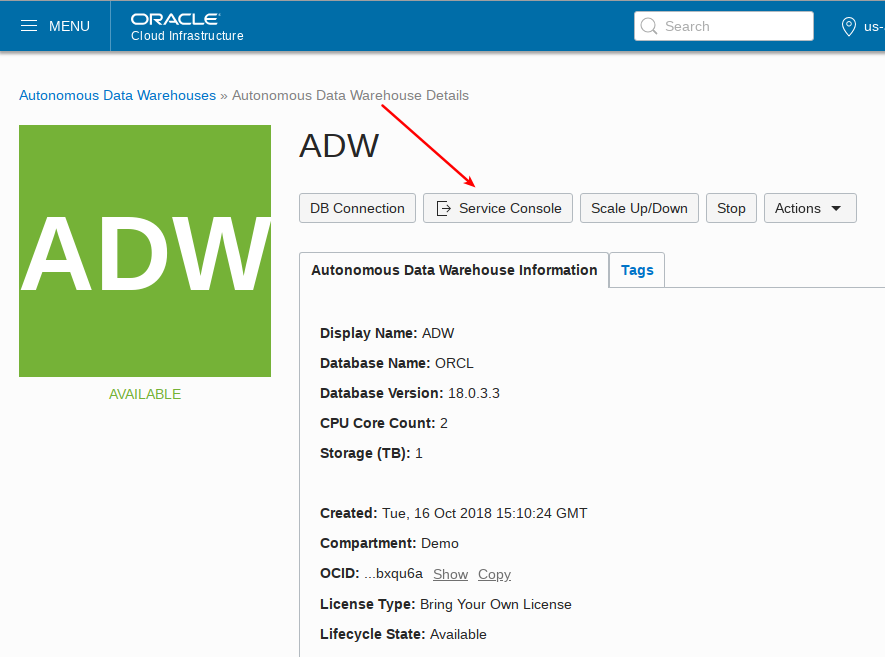 MENU
ORACLE
Cloud Infrastructure
Search
us-
Autonomous Data Warehouses » Autonomous Data Warehouse Details
ADW
ADW
AVAILABLE
DB Connection
Service Console
Scale Up/Down
Stop
Actions
Autonomous Data Warehouse Information
Tags
Display Name: ADW
Database Name: ORCL
Database Version: 18.0.3.3
CPU Core Count: 2
Storage (TB): 1
Created: Tue, 16 Oct 2018 15:10:24 GMT
Compartment: Demo
OCID: ...bxqu6a Show Copy
License Type: Bring Your Own License
Lifecycle State: Available